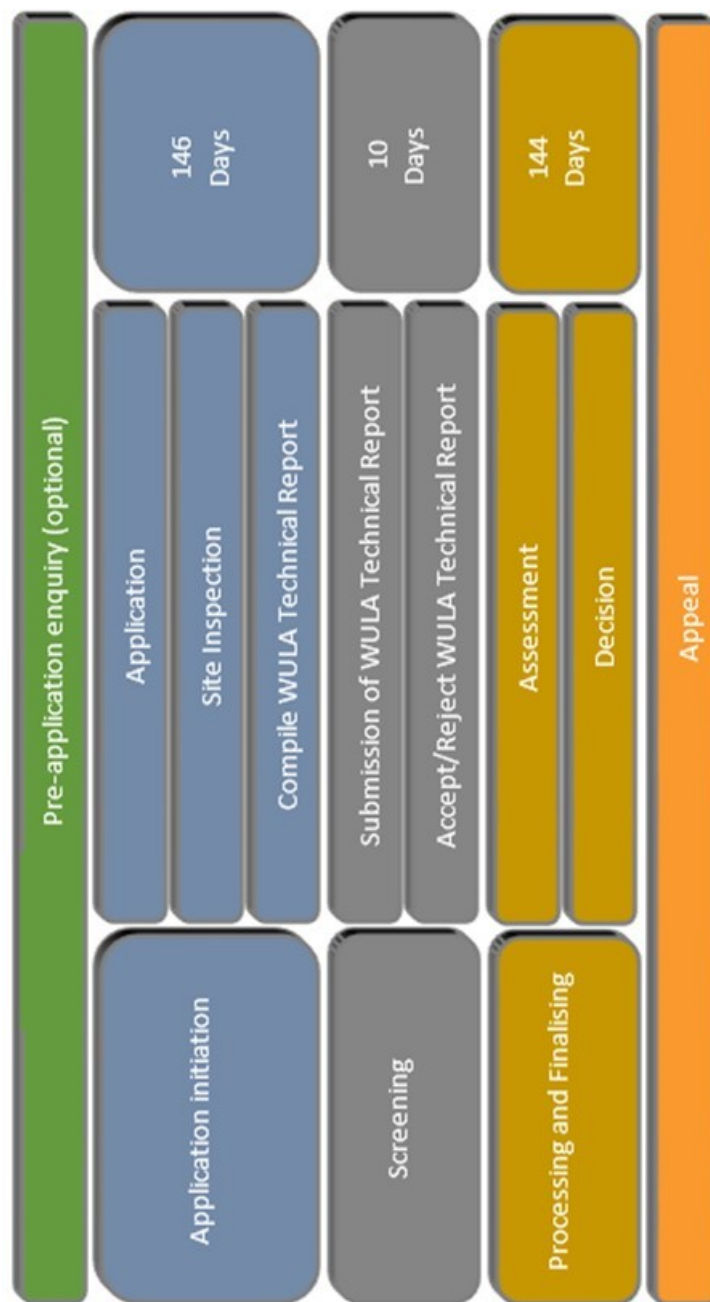 Pre-application enquiry (optional)
Application initiation
Application
Site Inspection
Compile WULA Technical Report
146
Days
Screening
Submission of WULA Technical Report
Accept/Reject WULA Technical Report
10
Days
Processing and Finalising
Assessment
Decision
144
Days
Appeal